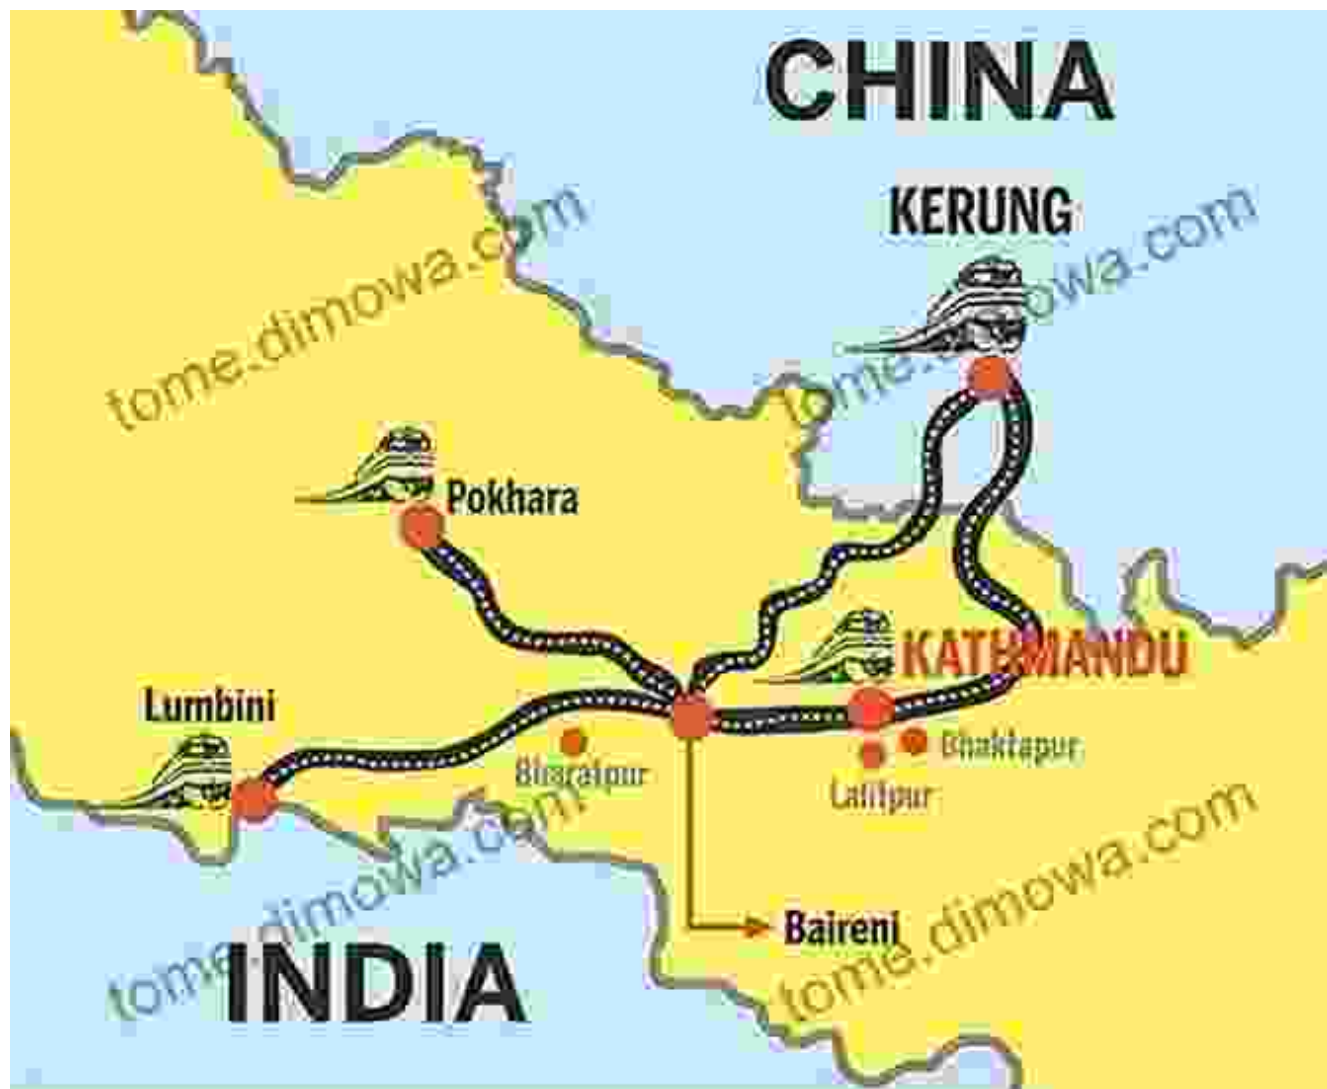 CHINA
KERUNG
tome.dimowa.com
tome.dimowa.com
Pokhara
KATHMANDU
Lumbini
Bhaktapur
Bharatpur
Lalitpur
tome.dimowa.com
tome.dimowa.com
Baireni
INDIA